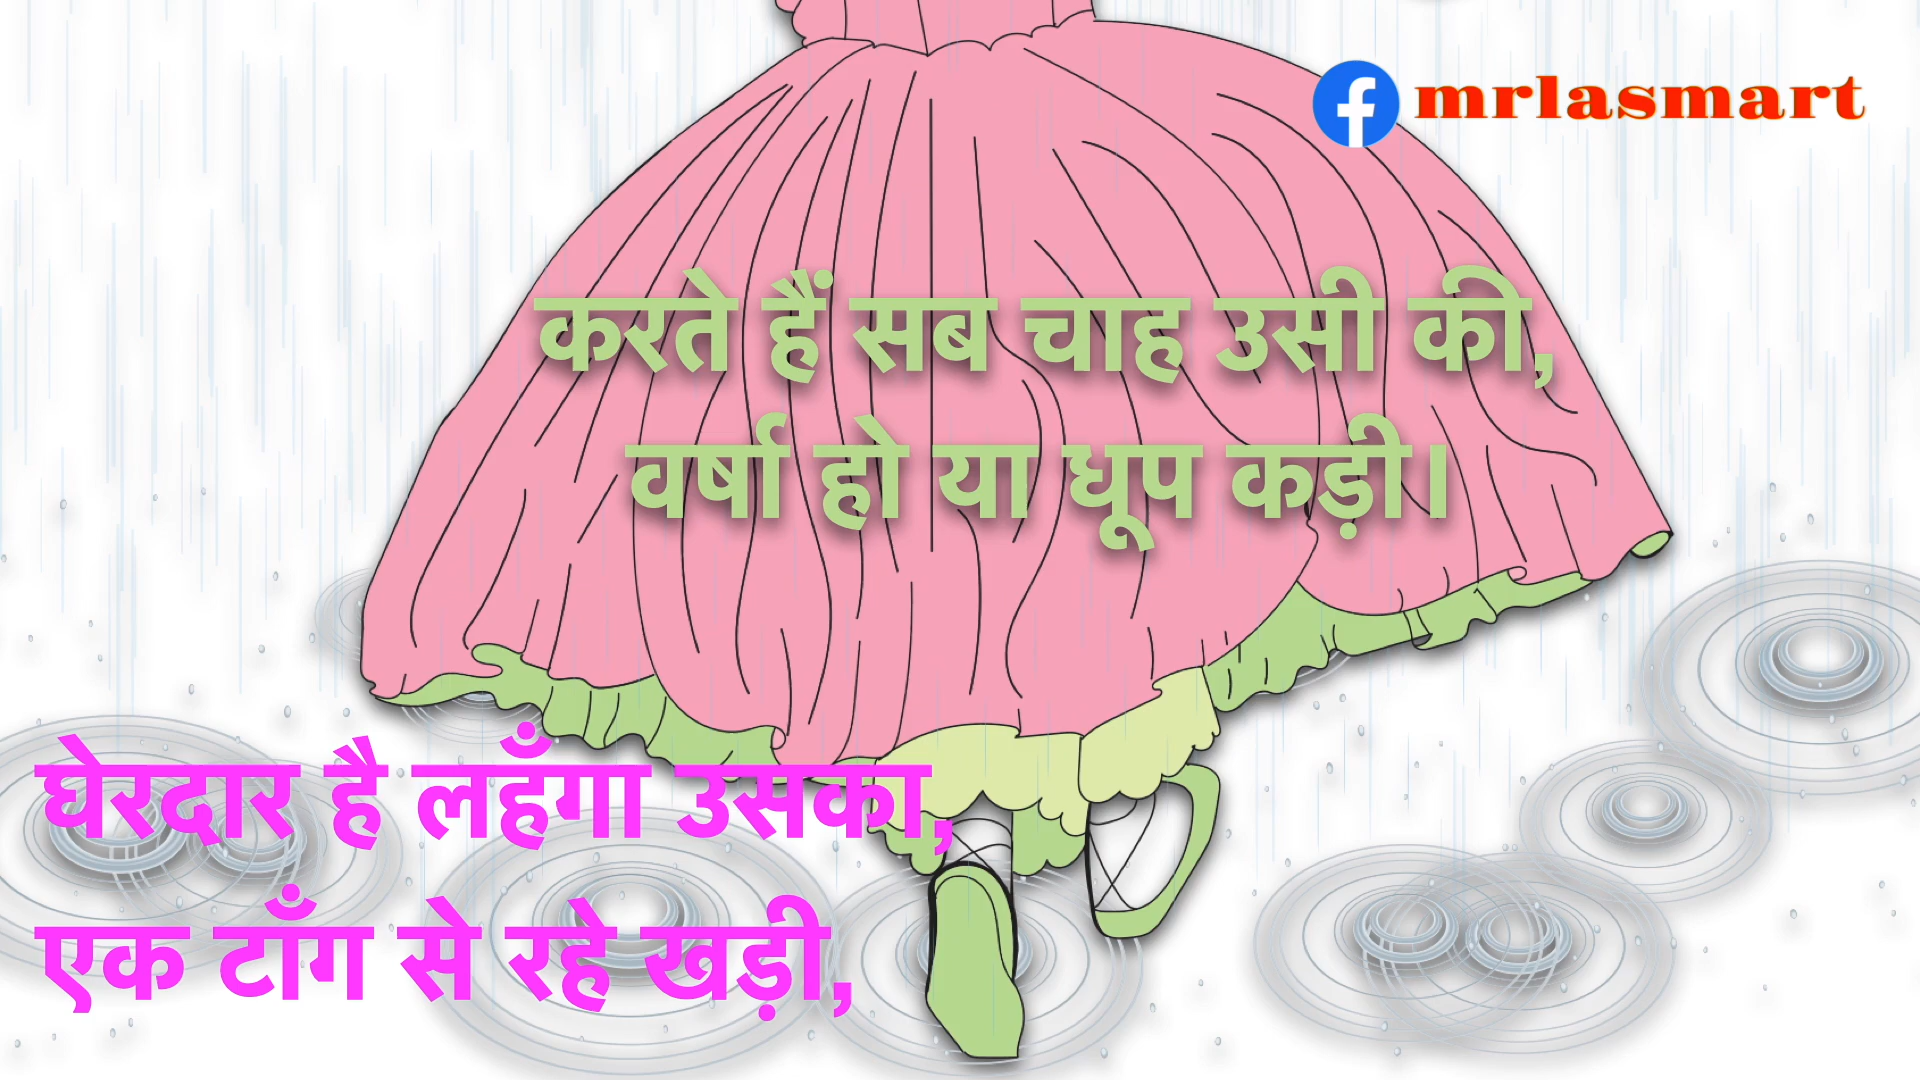 mrlasmart
करते हैं सब चाह उसी की,
वर्षा हो या धूप कड़ी।
घेरदार है लहँगा उसका,
एक टाँग से रहे खड़ी,